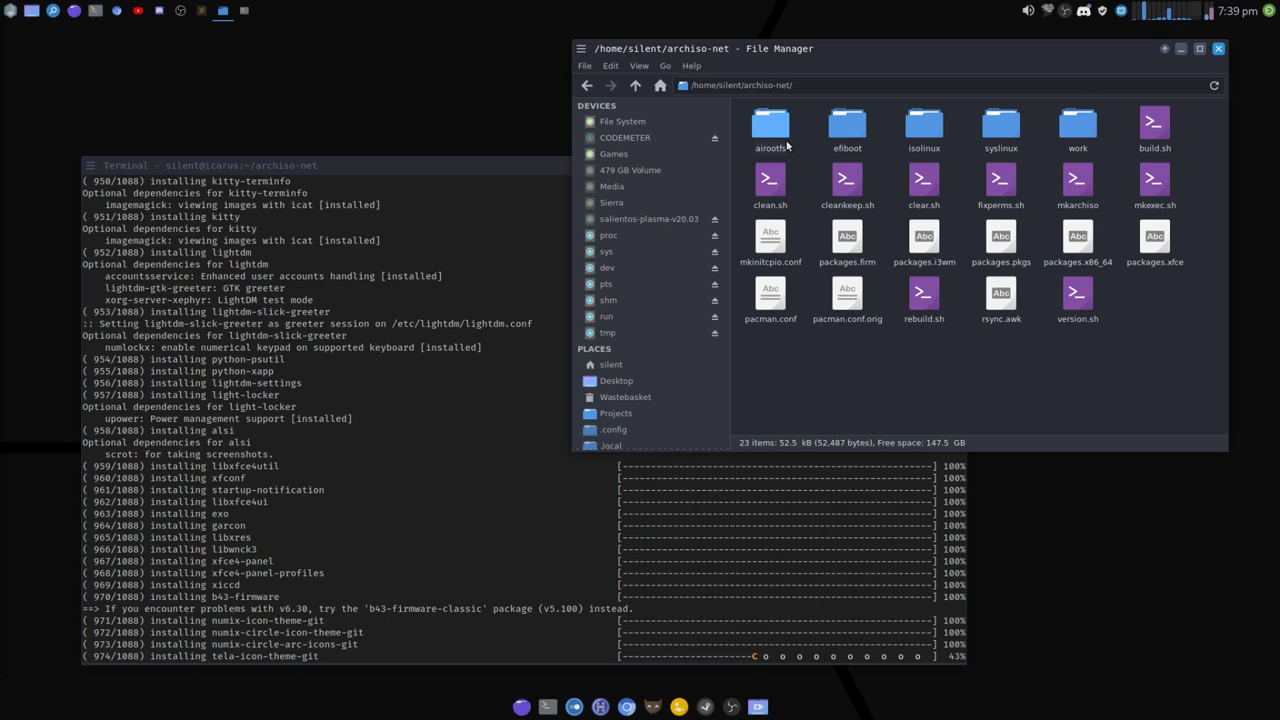 7:39 pm
/home/silent/archiso-net - File Manager
File Edit View Go Help
/home/silent/archiso-net/
DEVICES
File System
CODEMETER
Games
479 GB Volume
Media
Sierra
salientos-plasma-v20.03
proc
sys
dev
pts
shm
run
tmp
PLACES
silent
Desktop
Wastebasket
Projects
.config
.local
airootfs efiboot isolinux syslinux work build.sh
clean.sh cleankeep.sh clear.sh fixperms.sh mkarchiso mkexec.sh
Abc Abc Abc Abc Abc
mkinitcpio.conf packages.firm packages.i3wm packages.pkgs packages.x86_64 packages.xfce
Abc
pacman.conf pacman.conf.orig rebuild.sh rsync.awk version.sh
23 items: 52.5 kB (52,487 bytes), Free space: 147.5 GB
Terminal - silent@icarus:~/archiso-net
( 950/1088) installing kitty-terminfo
Optional dependencies for kitty-terminfo
imagemagick: viewing images with icat [installed]
( 951/1088) installing kitty
Optional dependencies for kitty
imagemagick: viewing images with icat [installed]
( 952/1088) installing lightdm
Optional dependencies for lightdm
accountsservice: Enhanced user accounts handling [installed]
lightdm-gtk-greeter: GTK greeter
xorg-server-xephyr: LightDM test mode
( 953/1088) installing lightdm-slick-greeter
:: Setting lightdm-slick-greeter as greeter session on /etc/lightdm/lightdm.conf
Optional dependencies for lightdm-slick-greeter
numlockx: enable numerical keypad on supported keyboard [installed]
( 954/1088) installing python-psutil
( 955/1088) installing python-xapp
( 956/1088) installing lightdm-settings
( 957/1088) installing light-locker
Optional dependencies for light-locker
upower: Power management support [installed]
( 958/1088) installing alsi
Optional dependencies for alsi
scrot: for taking screenshots.
( 959/1088) installing libxfce4util [--------------------------------------] 100%
( 960/1088) installing xfconf [--------------------------------------] 100%
( 961/1088) installing startup-notification [--------------------------------------] 100%
( 962/1088) installing libxfce4ui [--------------------------------------] 100%
( 963/1088) installing exo [--------------------------------------] 100%
( 964/1088) installing garcon [--------------------------------------] 100%
( 965/1088) installing libxres [--------------------------------------] 100%
( 966/1088) installing libwnck3 [--------------------------------------] 100%
( 967/1088) installing xfce4-panel [--------------------------------------] 100%
( 968/1088) installing xfce4-panel-profiles [--------------------------------------] 100%
( 969/1088) installing xiccd [--------------------------------------] 100%
( 970/1088) installing b43-firmware [--------------------------------------] 100%
==> If you encounter problems with v6.30, try the 'b43-firmware-classic' package (v5.100) instead.
( 971/1088) installing numix-icon-theme-git [--------------------------------------] 100%
( 972/1088) installing numix-circle-icon-theme-git [--------------------------------------] 100%
( 973/1088) installing numix-circle-arc-icons-git [--------------------------------------] 100%
( 974/1088) installing tela-icon-theme-git [----------------C o o o o o o o o o o ] 43%